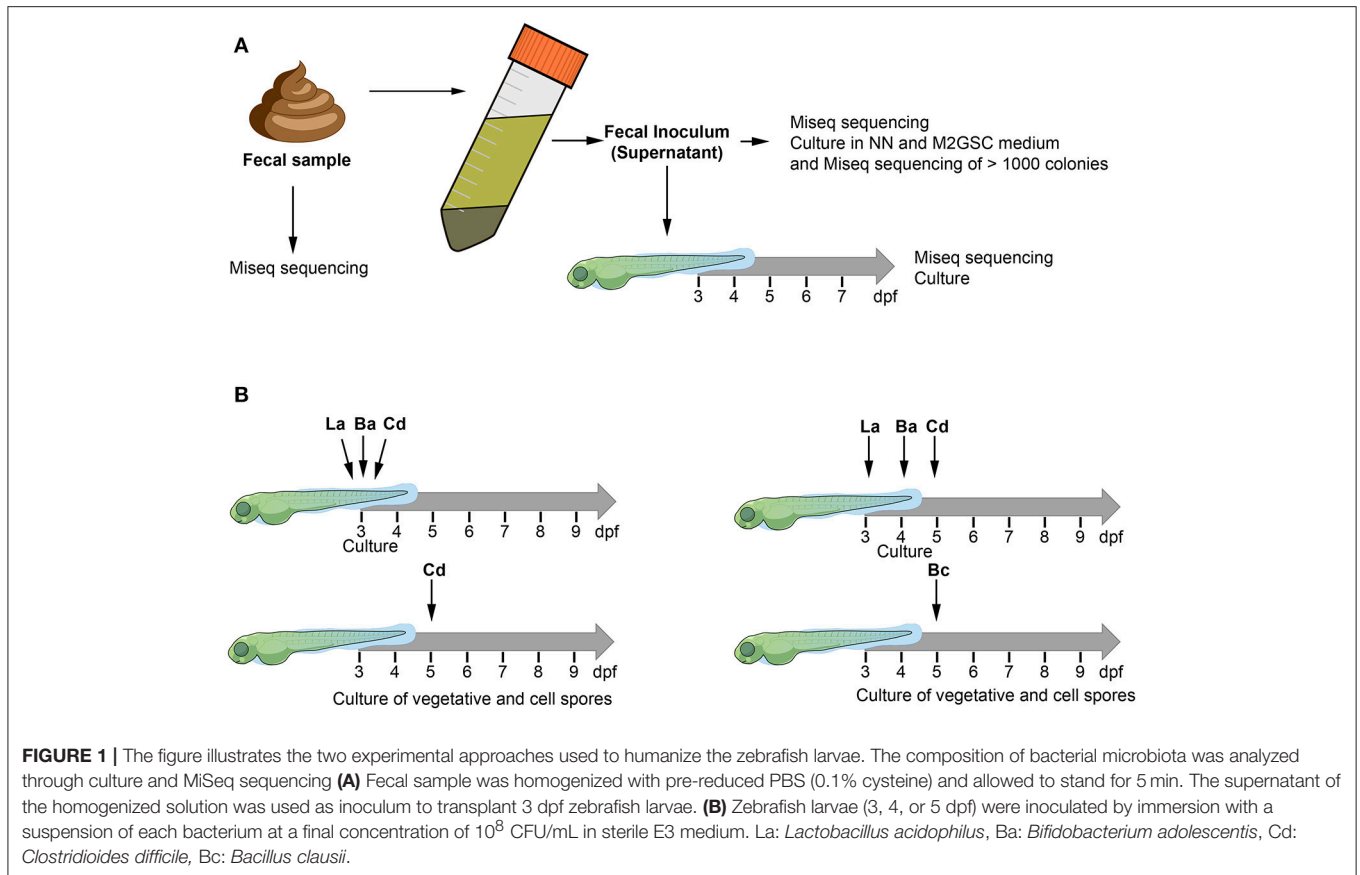 A
Fecal sample
Miseq sequencing
Fecal Inoculum
(Supernatant)
Miseq sequencing
Culture in NN and M2GSC medium
and Miseq sequencing of > 1000 colonies
3 4 5 6 7 dpf
Miseq sequencing
Culture
B
La Ba Cd
3 4 5 6 7 8 9 dpf
Culture
La Ba Cd
3 4 5 6 7 8 9 dpf
Culture
Cd
3 4 5 6 7 8 9 dpf
Culture of vegetative and cell spores
Bc
3 4 5 6 7 8 9 dpf
Culture of vegetative and cell spores
FIGURE 1 | The figure illustrates the two experimental approaches used to humanize the zebrafish larvae. The composition of bacterial microbiota was analyzed
through culture and MiSeq sequencing (A) Fecal sample was homogenized with pre-reduced PBS (0.1% cysteine) and allowed to stand for 5 min. The supernatant of
the homogenized solution was used as inoculum to transplant 3 dpf zebrafish larvae. (B) Zebrafish larvae (3, 4, or 5 dpf) were inoculated by immersion with a
suspension of each bacterium at a final concentration of 10⁸ CFU/mL in sterile E3 medium. La: Lactobacillus acidophilus, Ba: Bifidobacterium adolescentis, Cd:
Clostridioides difficile, Bc: Bacillus clausii.